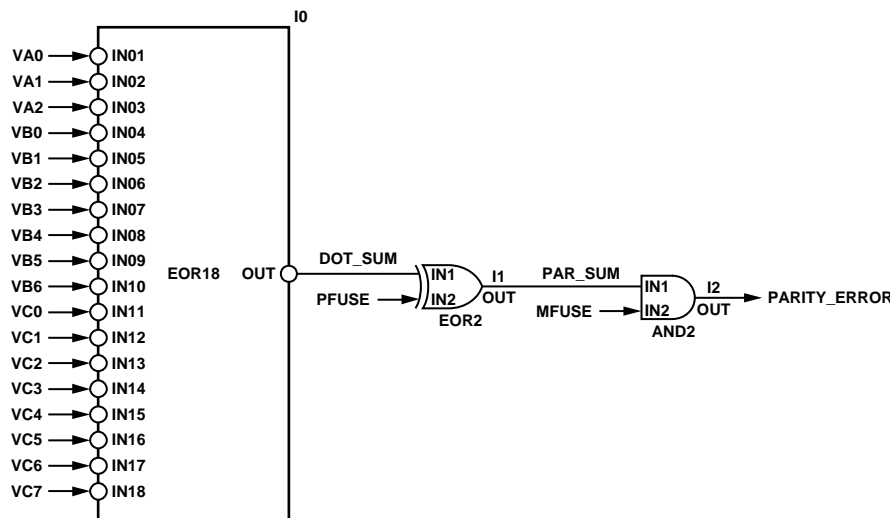 I0
VA0 IN01
VA1 IN02
VA2 IN03
VB0 IN04
VB1 IN05
VB2 IN06
VB3 IN07
VB4 IN08
VB5 IN09
VB6 IN10
VC0 IN11
VC1 IN12
VC2 IN13
VC3 IN14
VC4 IN15
VC5 IN16
VC6 IN17
VC7 IN18
EOR18 OUT
DOT_SUM
PFUSE
IN1
IN2
I1
OUT
EOR2
PAR_SUM
MFUSE
IN1
IN2
I2
OUT
AND2
PARITY_ERROR